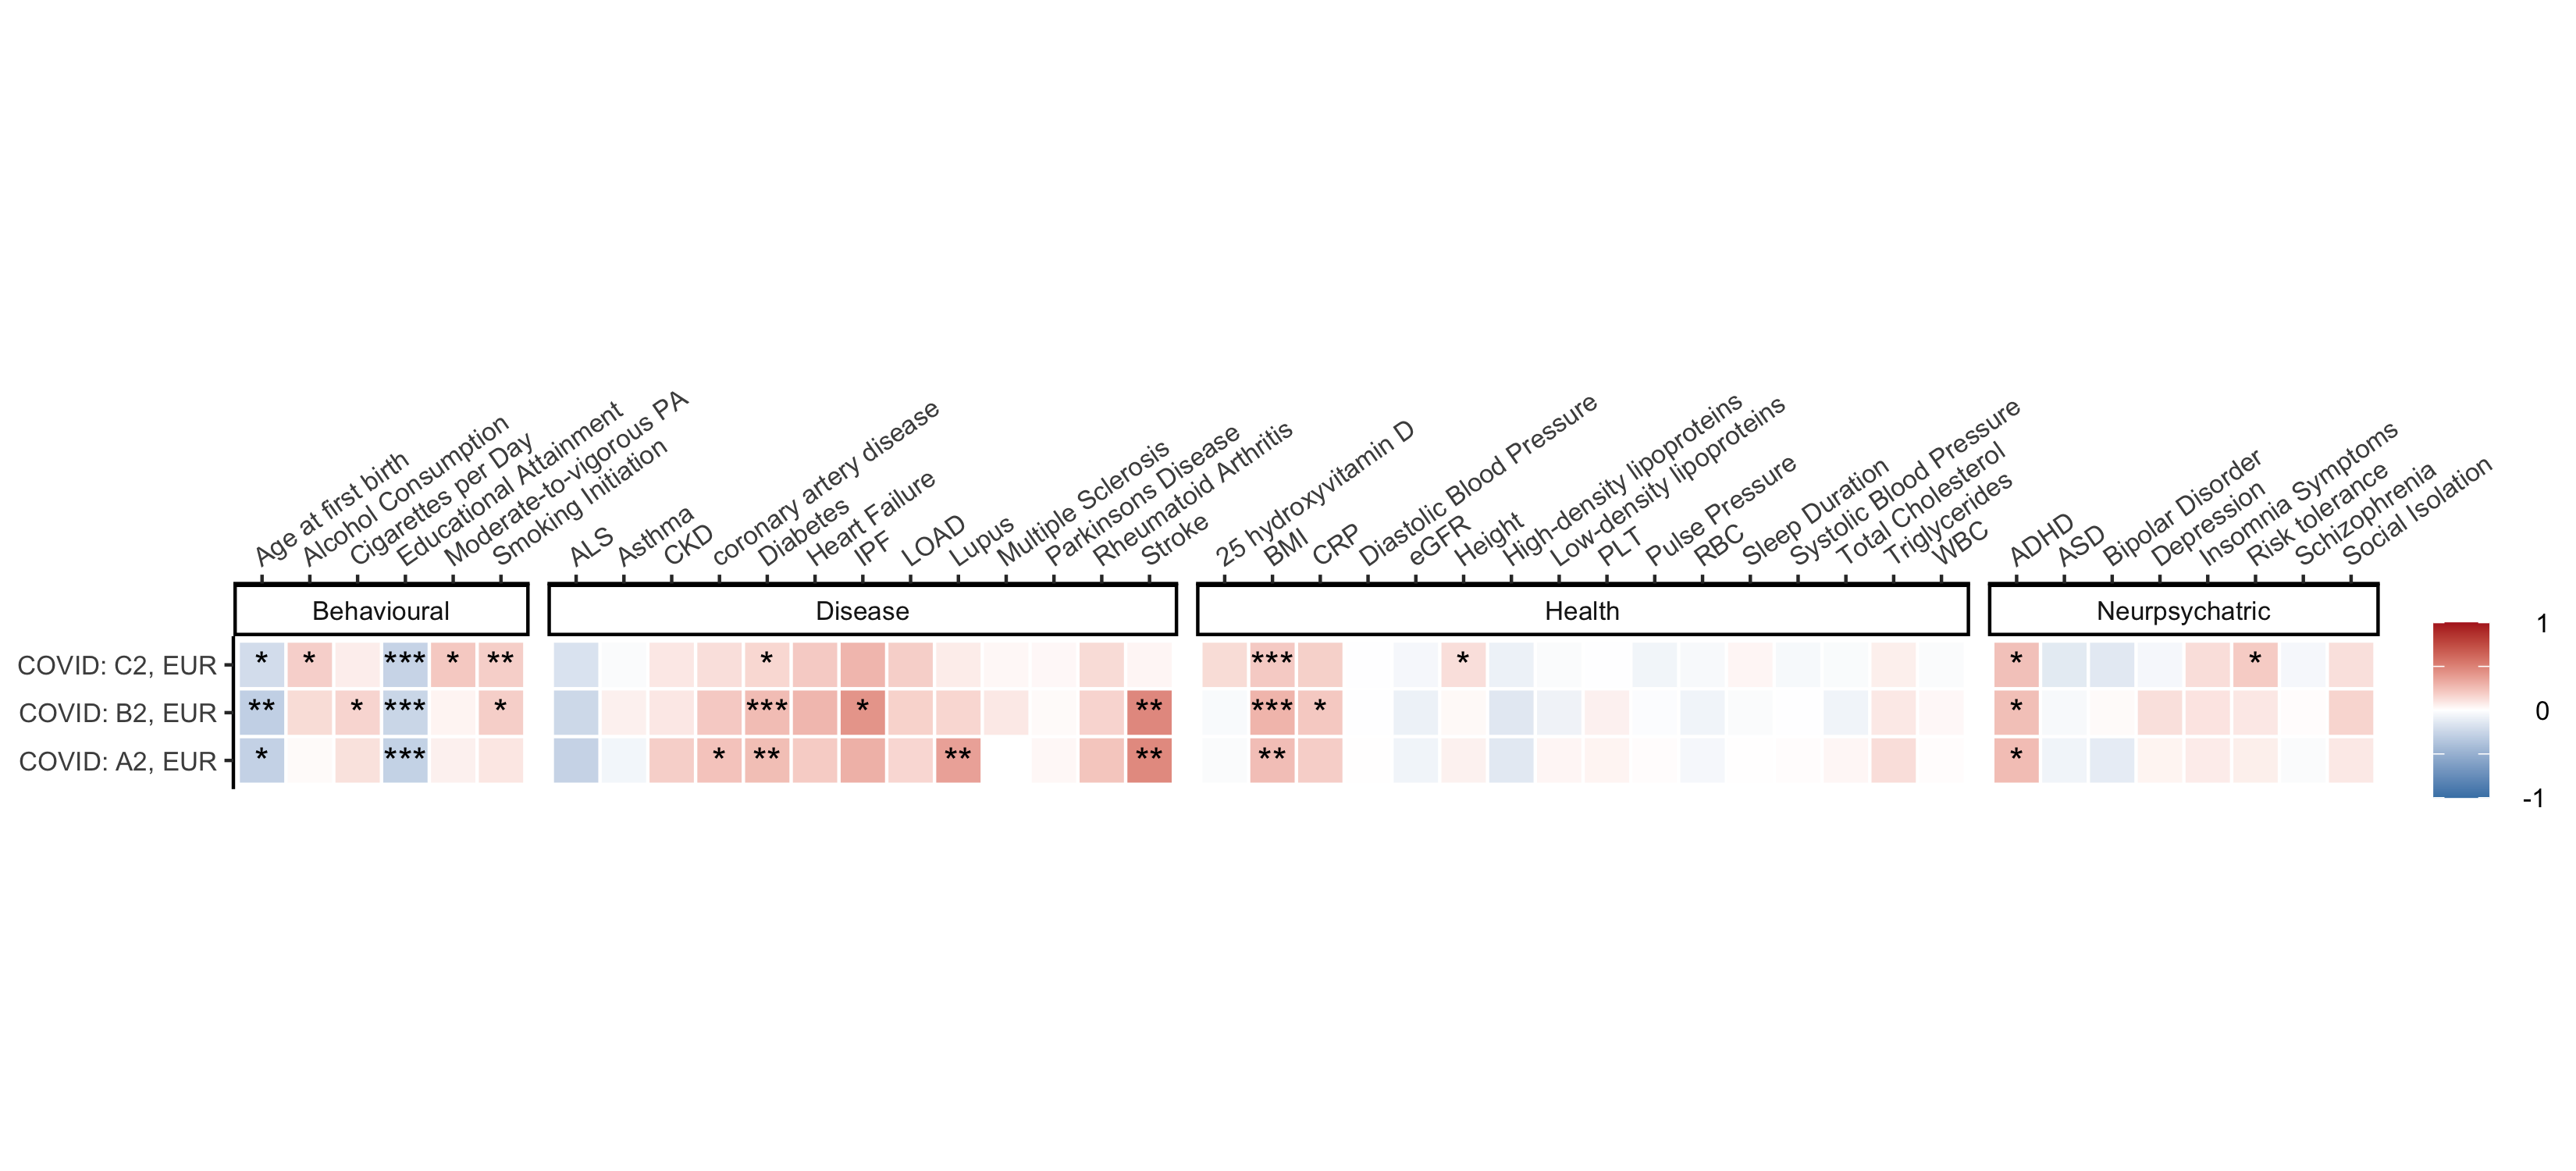 Age at first birth
Alcohol Consumption
Cigarettes per Day
Educational Attainment
Moderate-to-vigorous PA
Smoking Initiation
ALS
Asthma
CKD
coronary artery disease
Diabetes
Heart Failure
IPF
LOAD
Lupus
Multiple Sclerosis
Parkinsons Disease
Rheumatoid Arthritis
Stroke
25 hydroxyvitamin D
BMI
CRP
Diastolic Blood Pressure
eGFR
Height
High-density lipoproteins
Low-density lipoproteins
PLT
Pulse Pressure
RBC
Sleep Duration
Systolic Blood Pressure
Total Cholesterol
Triglycerides
WBC
ADHD
ASD
Bipolar Disorder
Depression
Insomnia Symptoms
Risk tolerance
Schizophrenia
Social Isolation
Behavioural
Disease
Health
Neurpsychatric
COVID: C2, EUR * * *** * ** * *** * * *
COVID: B2, EUR ** * *** * *** * ** *** * *
COVID: A2, EUR * *** * ** ** ** ** *
1
0
-1